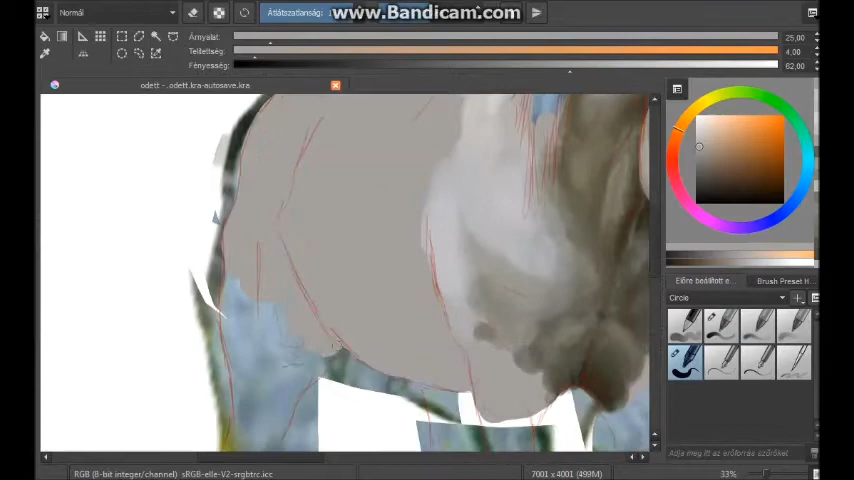 www.Bandicam.com
Normál
Átlátszatlanság:
Árnyalat: 25,00
Telítettség: 4,00
Fényesség: 62,00
odett - ..odett.kra-autosave.kra
Előre beállított e...
Brush Preset H...
Circle
Adja meg itt az erőforrás szűrőket
RGB (8-bit integer/channel) sRGB-elle-V2-srgbtrc.icc
7001 x 4001 (499M)
33%